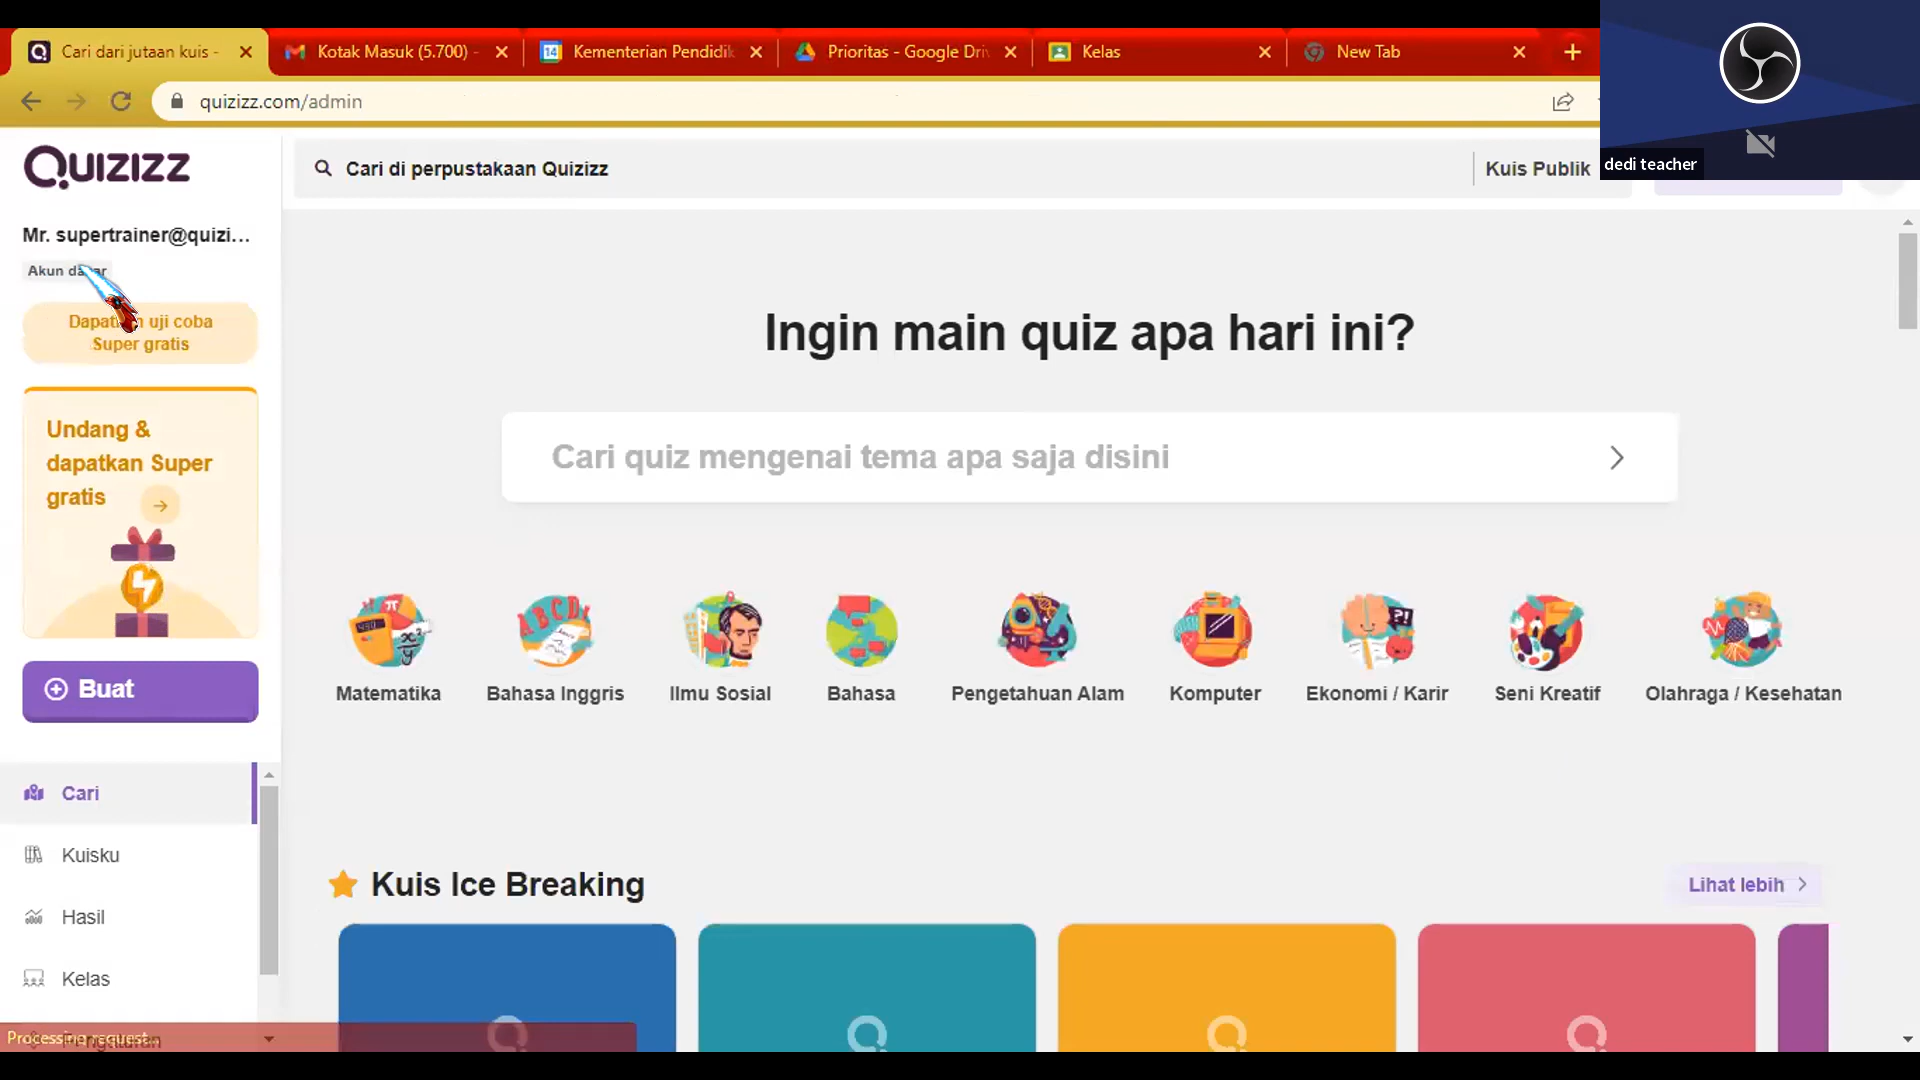 Cari dari jutaan kuis -
Kotak Masuk (5.700) -
14
Kementerian Pendidik
Prioritas - Google Driv
Kelas
New Tab
quizizz.com/admin
dedi teacher
QUIZIZZ
Cari di perpustakaan Quizizz
Kuis Publik
Mr. supertrainer@quizi...
Akun
uji coba
Super gratis
Undang &
dapatkan Super
gratis
Buat
Cari
Kuisku
Hasil
Kelas
Pengaturan
Processing request...
Ingin main quiz apa hari ini?
Cari quiz mengenai tema apa saja disini
Matematika
Bahasa Inggris
Ilmu Sosial
Bahasa
Pengetahuan Alam
Komputer
Ekonomi / Karir
Seni Kreatif
Olahraga / Kesehatan
Kuis Ice Breaking
Lihat lebih